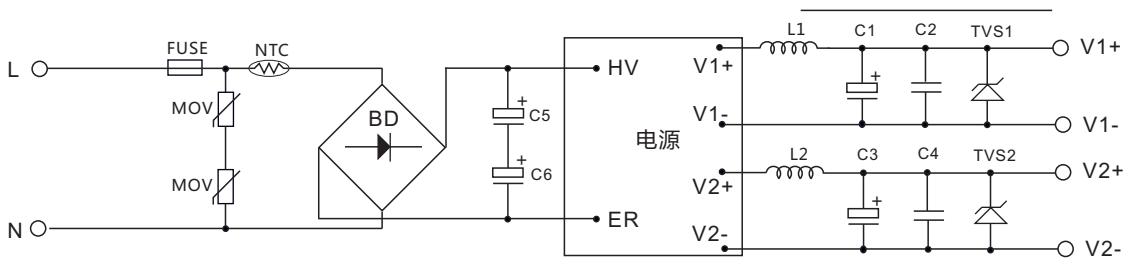 L
FUSE
NTC
MOV
MOV
N
BD
+
C5
+
C6
HV
ER
电源
V1+
V1-
V2+
V2-
L1
C1
+
C2
TVS1
V1+
V1-
L2
C3
+
C4
TVS2
V2+
V2-